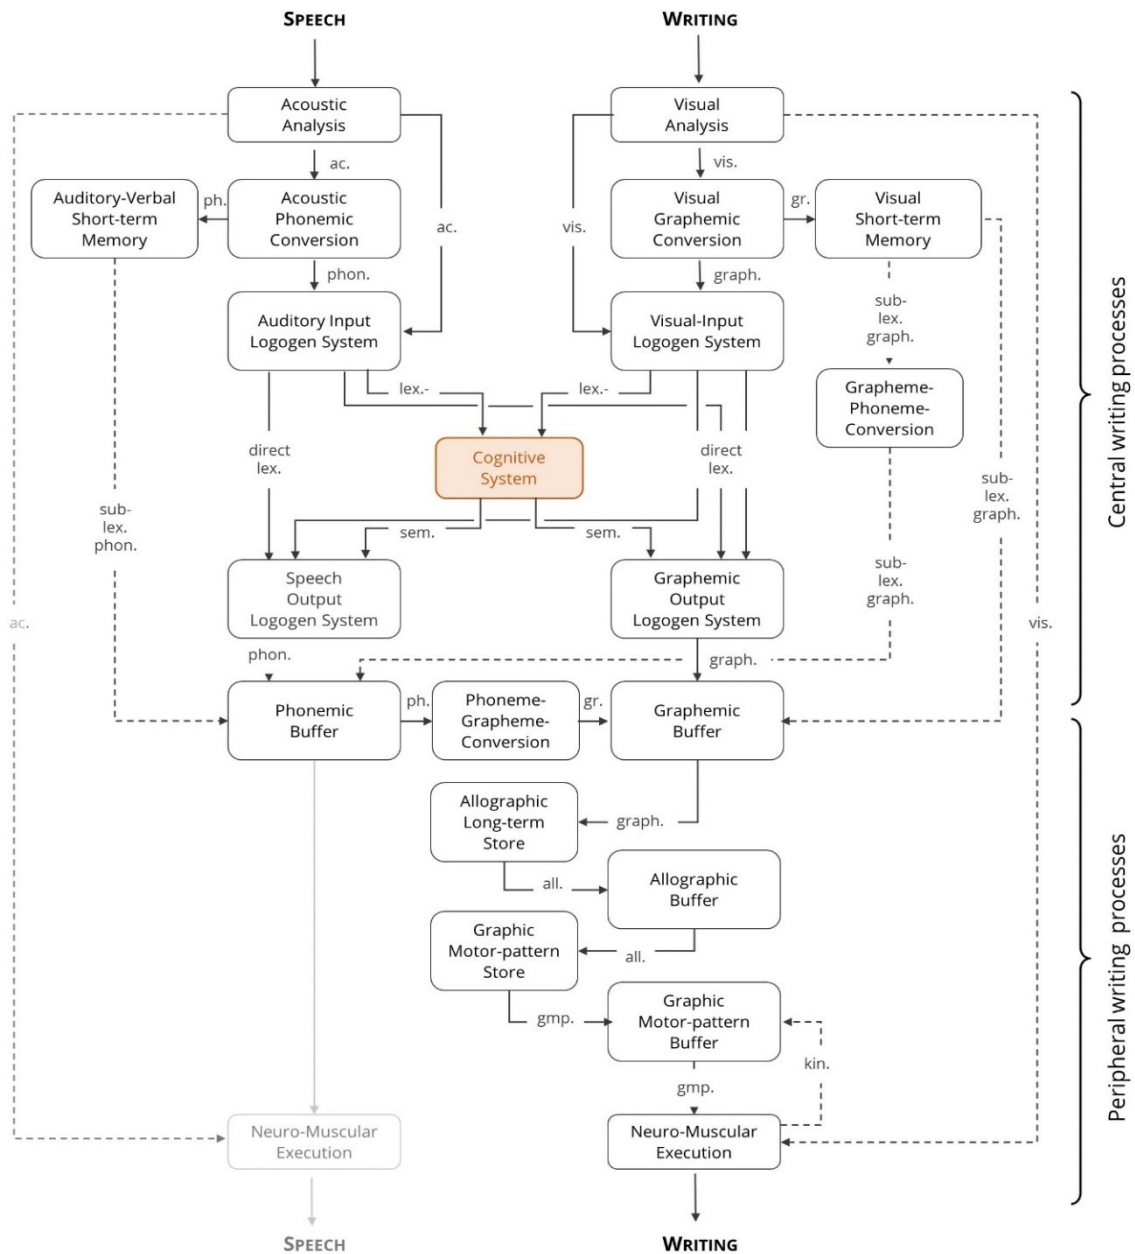 SPEECH
WRITING
Acoustic
Analysis
Visual
Analysis
ac.
vis.
Auditory-Verbal
Short-term
Memory
ph.
Acoustic
Phonemic
Conversion
ac.
vis.
Visual
Graphemic
Conversion
gr.
Visual
Short-term
Memory
phon.
graph.
sub-
lex.
graph.
Auditory Input
Logogen System
Visual-Input
Logogen System
lex.-
lex.-
Grapheme-
Phoneme-
Conversion
direct
lex.
Cognitive
System
direct
lex.
sub-
lex.
graph.
sub-
lex.
phon.
sem.
sem.
Speech
Output
Logogen System
Graphemic
Output
Logogen System
sub-
lex.
graph.
ac.
vis.
phon.
graph.
Phonemic
Buffer
ph.
Phoneme-
Grapheme-
Conversion
gr.
Graphemic
Buffer
Allographic
Long-term
Store
graph.
all.
Allographic
Buffer
Graphic
Motor-pattern
Store
all.
gmp.
Graphic
Motor-pattern
Buffer
kin.
gmp.
Neuro-Muscular
Execution
Neuro-Muscular
Execution
SPEECH
WRITING
Central writing processes
Peripheral writing processes